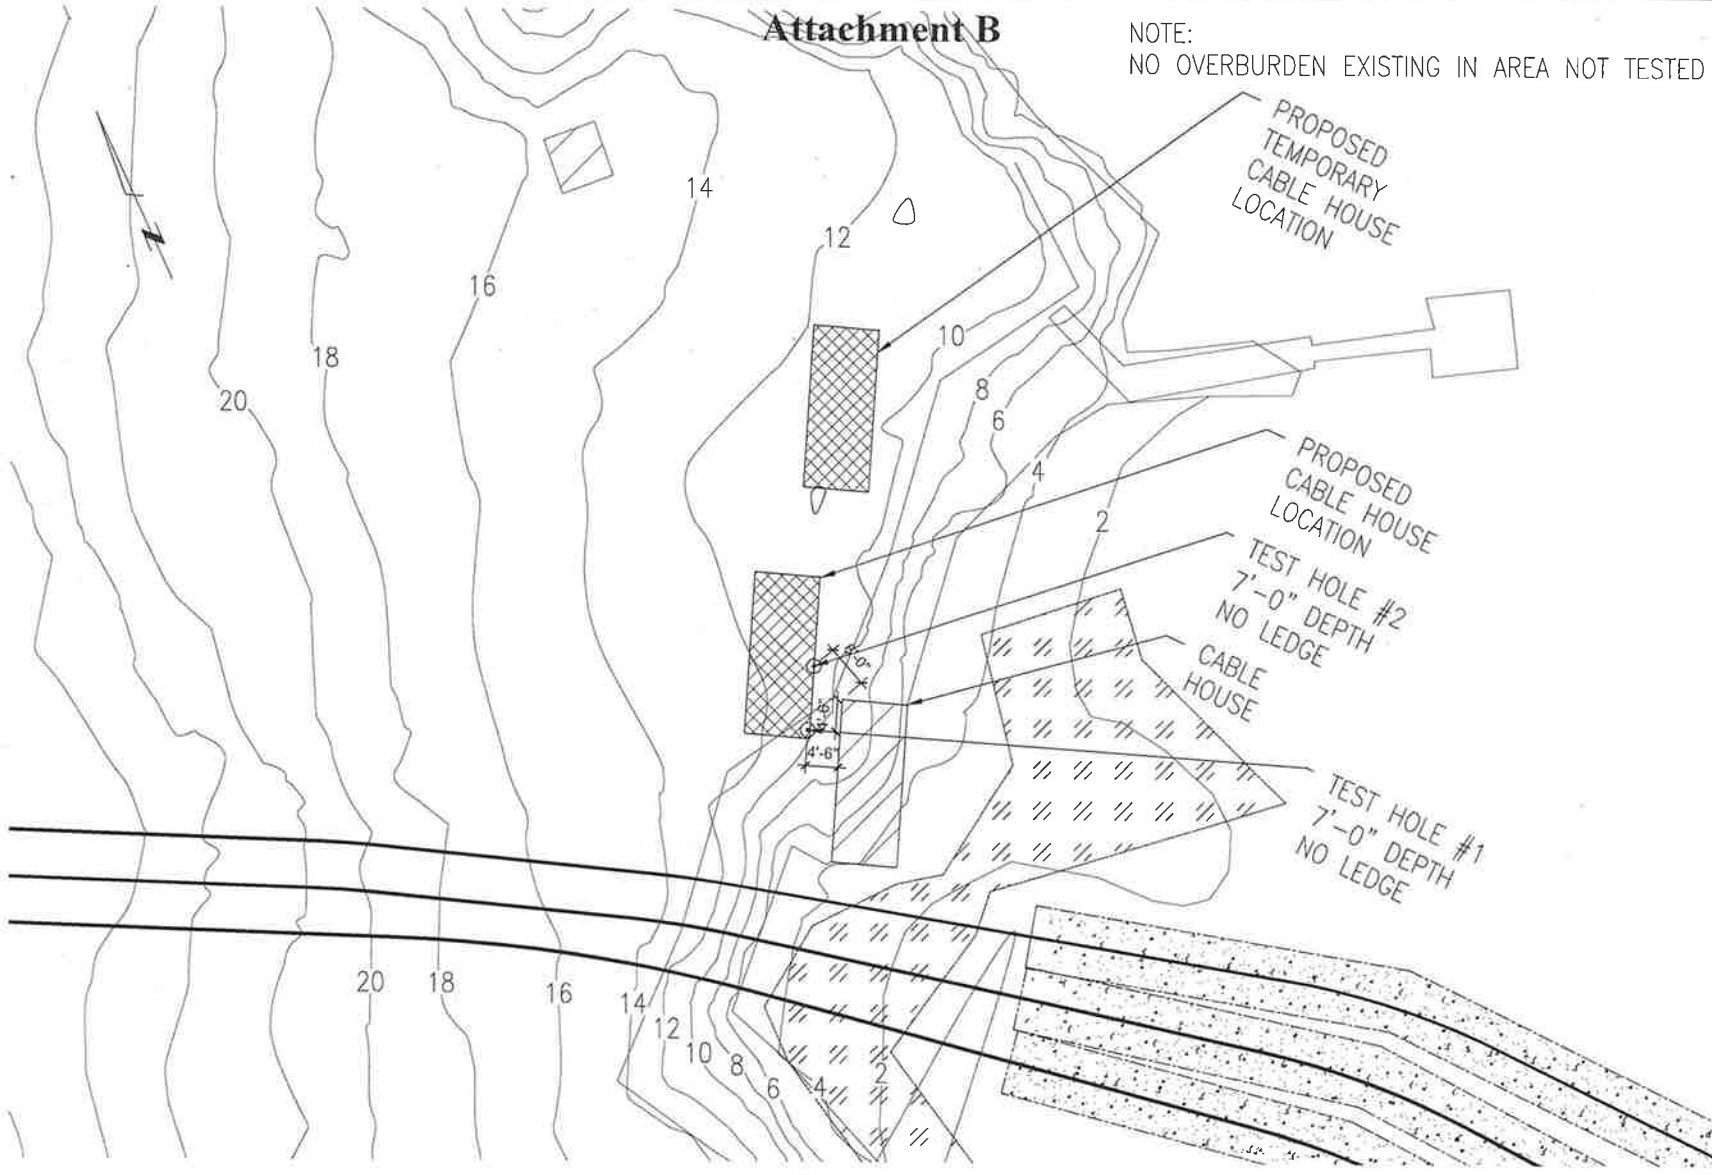 Attachment B
NOTE:
NO OVERBURDEN EXISTING IN AREA NOT TESTED
PROPOSED
TEMPORARY
CABLE HOUSE
LOCATION
14
12
16
10
18
8
20
6
PROPOSED
CABLE HOUSE
LOCATION
4
2
TEST HOLE #2
7'-0" DEPTH
NO LEDGE
CABLE
HOUSE
4'-6"
TEST HOLE #1
7'-0" DEPTH
NO LEDGE
20
18
16
14
12
10
8
6
4
2